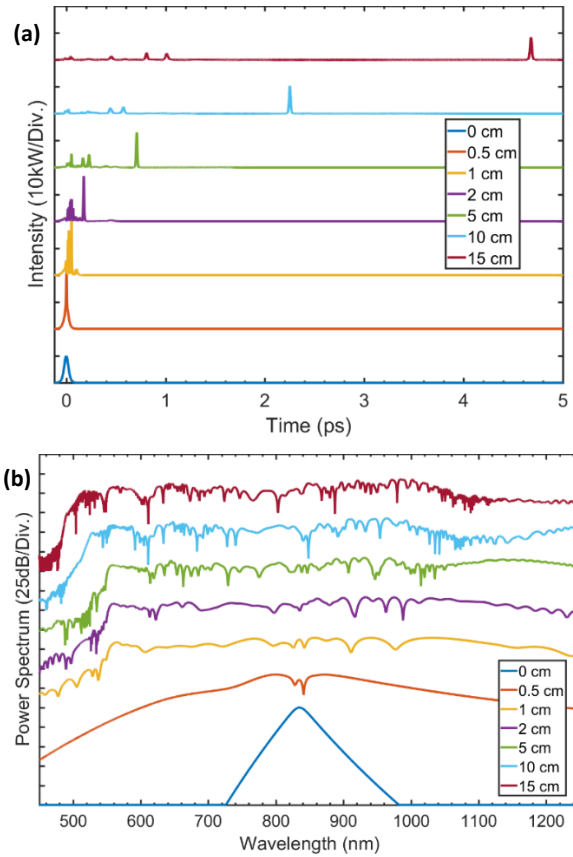 (a)
Intensity (10kW/Div.)
0 cm
0.5 cm
1 cm
2 cm
5 cm
10 cm
15 cm
0 1 2 3 4 5
Time (ps)
(b)
Power Spectrum (25dB/Div.)
0 cm
0.5 cm
1 cm
2 cm
5 cm
10 cm
15 cm
500 600 700 800 900 1000 1100 1200
Wavelength (nm)